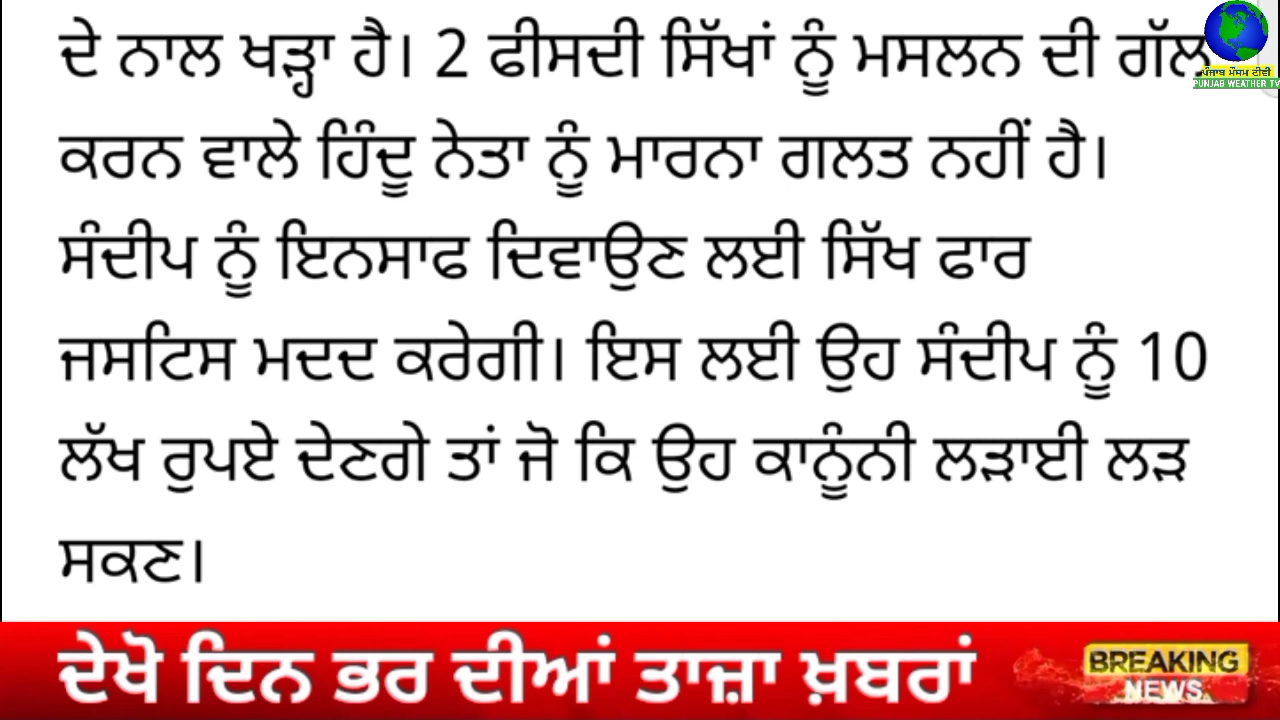 ਦੇ ਨਾਲ ਖੜ੍ਹਾ ਹੈ। 2 ਫੀਸਦੀ ਸਿੱਖਾਂ ਨੂੰ ਮਸਲਨ ਦੀ ਗੱਲ
ਪੰਜਾਬ ਮੌਸਮ ਟੀਵੀ
PUNJAB WEATHER TV
ਕਰਨ ਵਾਲੇ ਹਿੰਦੂ ਨੇਤਾ ਨੂੰ ਮਾਰਨਾ ਗਲਤ ਨਹੀਂ ਹੈ।
ਸੰਦੀਪ ਨੂੰ ਇਨਸਾਫ ਦਿਵਾਉਣ ਲਈ ਸਿੱਖ ਫਾਰ
ਜਸਟਿਸ ਮਦਦ ਕਰੇਗੀ। ਇਸ ਲਈ ਉਹ ਸੰਦੀਪ ਨੂੰ 10
ਲੱਖ ਰੁਪਏ ਦੇਣਗੇ ਤਾਂ ਜੋ ਕਿ ਉਹ ਕਾਨੂੰਨੀ ਲੜਾਈ ਲੜ
ਸਕਣ।
ਦੇਖੋ ਦਿਨ ਭਰ ਦੀਆਂ ਤਾਜ਼ਾ ਖ਼ਬਰਾਂ
BREAKING
NEWS